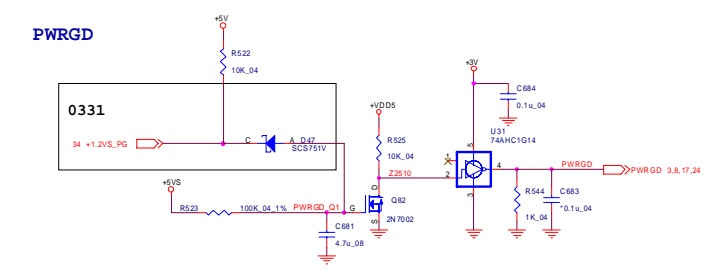 +5V
PWRGD
R522
10K_04
+3V
0331
C684
0.1u_04
+VDD5
U31
74AHC1G14
34 +1.2VS_PG
C
A
D47
SCS751V
R525
10K_04
5
1
PWRGD
4
PWRGD 3,8,17,24
+5VS
Z2510
2
D
R523
100K_04_1%
PWRGD_Q1
G
Q82
S
2N7002
3
R544
1K_04
C683
*0.1u_04
C681
4.7u_08